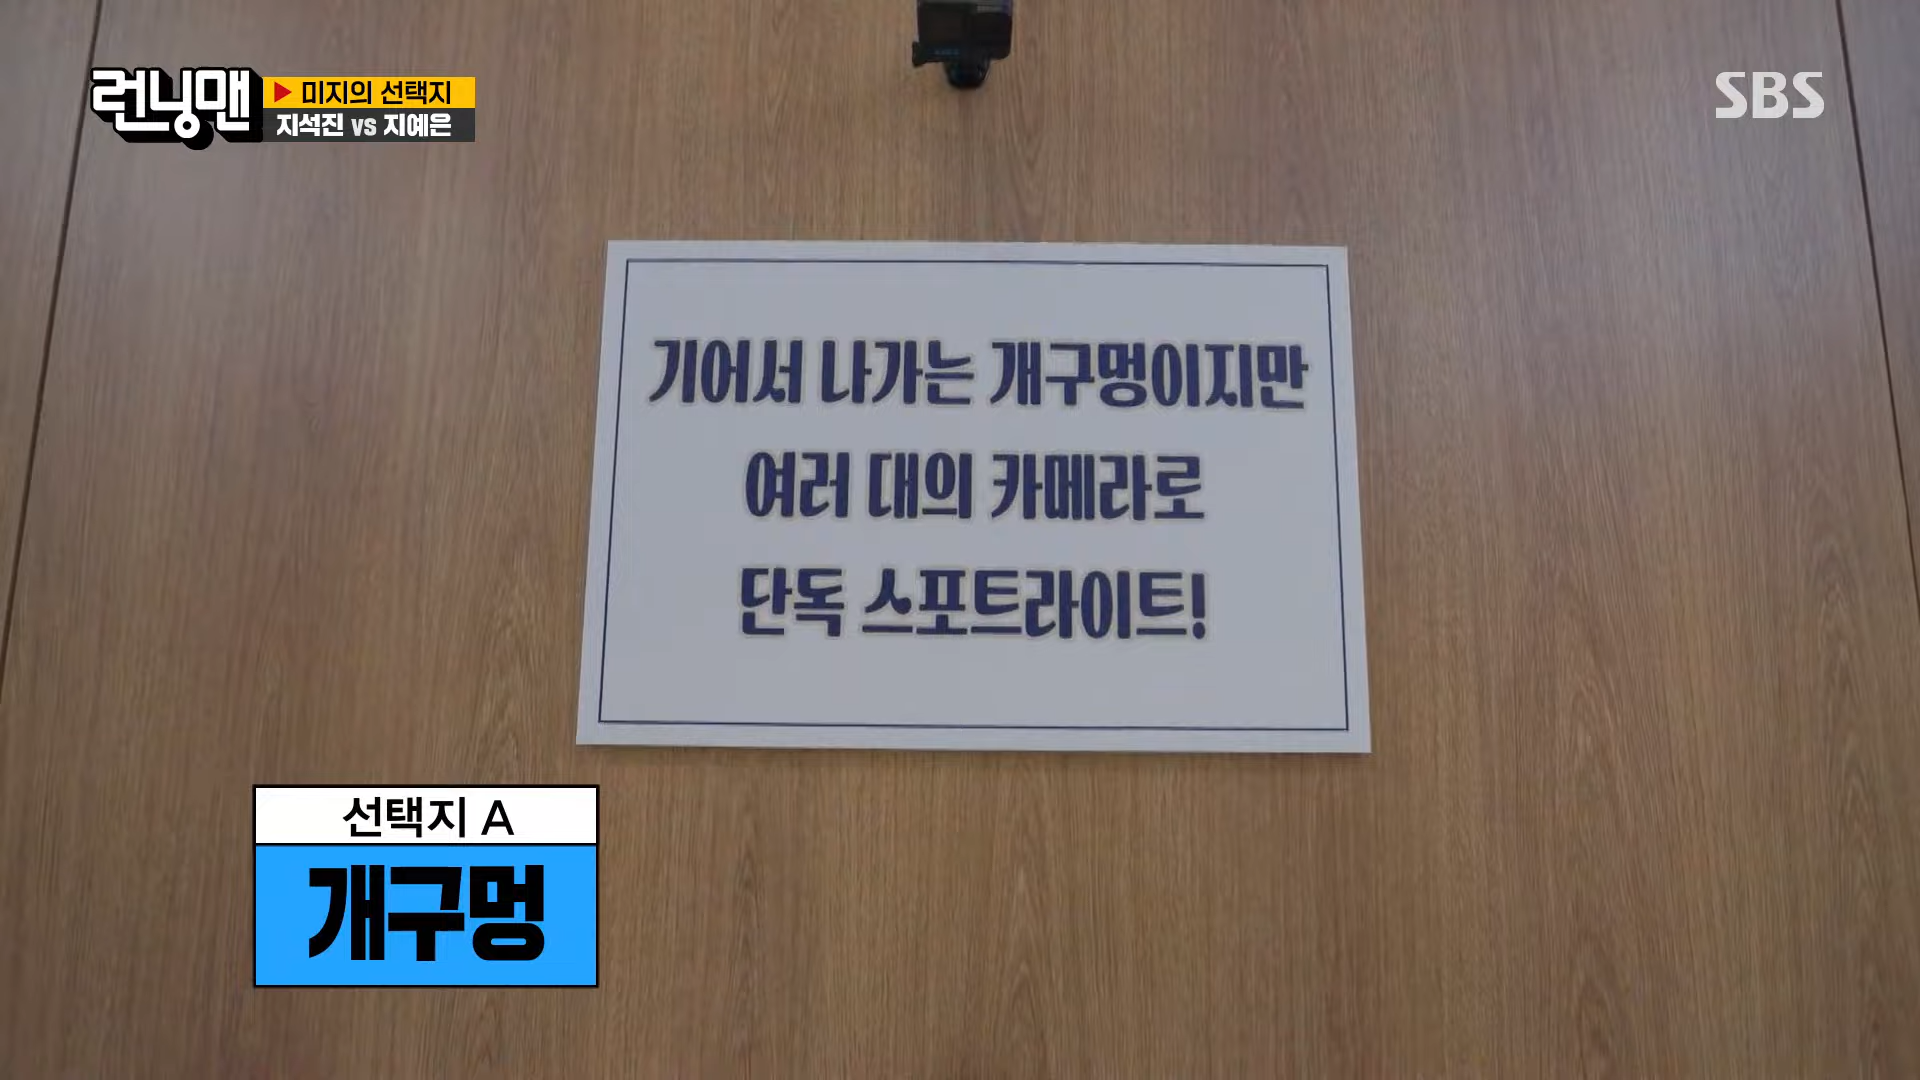 런닝맨
▶ 미지의 선택지
지석진 vs 지예은
SBS
기어서 나가는 개구멍이지만
여러 대의 카메라로
단독 스포트라이트!
선택지 A
개구멍